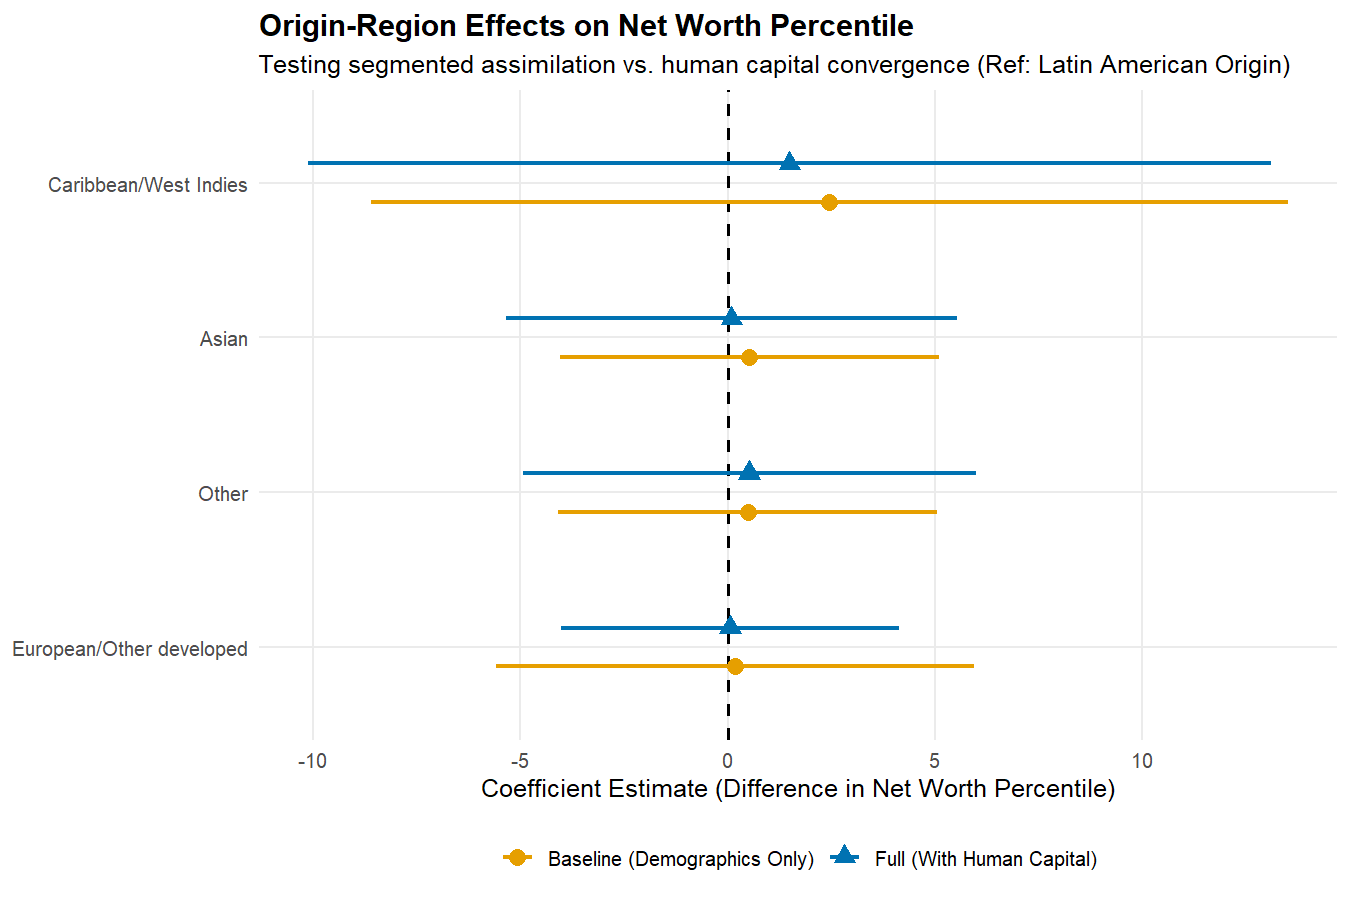 Origin-Region Effects on Net Worth Percentile
Testing segmented assimilation vs. human capital convergence (Ref: Latin American Origin)
Caribbean/West Indies
Asian
Other
European/Other developed
-10 -5 0 5 10
Coefficient Estimate (Difference in Net Worth Percentile)
Baseline (Demographics Only) Full (With Human Capital)